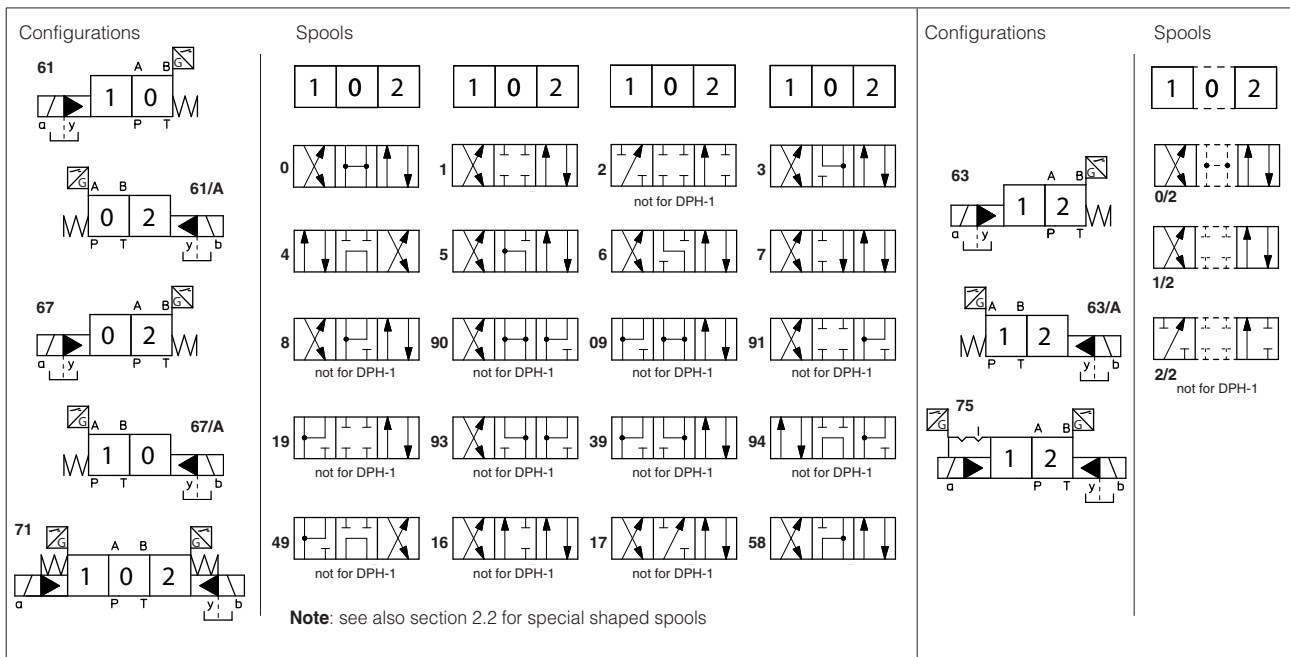 Configurations Spools Configurations Spools
61
A B
G
1 0
a y
P T
G
A B
61/A
0 2
P T
y b
67
A B
G
0 2
a y
P T
G
A B
67/A
1 0
P T
y b
71
G
A B
G
1 0 2
a
P T
y b
1 0 2 1 0 2 1 0 2 1 0 2
0 1 2 3
not for DPH-1
4 5 6 7
8 90 09 91
not for DPH-1 not for DPH-1 not for DPH-1 not for DPH-1
19 93 39 94
not for DPH-1 not for DPH-1 not for DPH-1 not for DPH-1
49 16 17 58
not for DPH-1 not for DPH-1 not for DPH-1
Note: see also section 2.2 for special shaped spools
63
A B
G
1 2
a y
P T
G
A B
63/A
1 2
P T
y b
75
G
A B
G
1 2
a
P T
y b
1 0 2
0/2
1/2
2/2
not for DPH-1